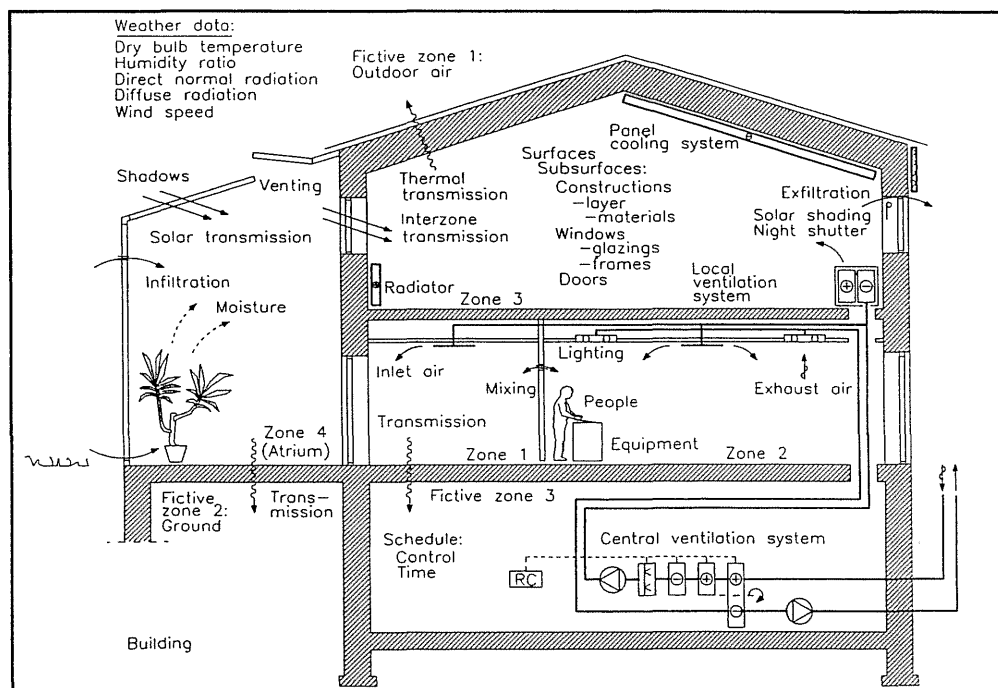 Weather data:
Dry bulb temperature
Humidity ratio
Direct normal radiation
Diffuse radiation
Wind speed
Fictive zone 1:
Outdoor air
Panel
cooling system
Shadows
Venting
Solar transmission
Thermal
transmission
Interzone
transmission
Surfaces
Subsurfaces:
Constructions
-layer
-materials
Windows
-glazings
-frames
Doors
Exfiltration
Solar shading
Night shutter
Infiltration
Moisture
Radiator
Zone 3
Local
ventilation
system
Inlet air
Lighting
Mixing
Exhaust air
People
Transmission
Equipment
Zone 4
(Atrium)
Zone 1
Zone 2
Fictive
zone 2:
Ground
Trans-
mission
Fictive zone 3
Schedule:
Control
Time
Central ventilation system
RC
Building